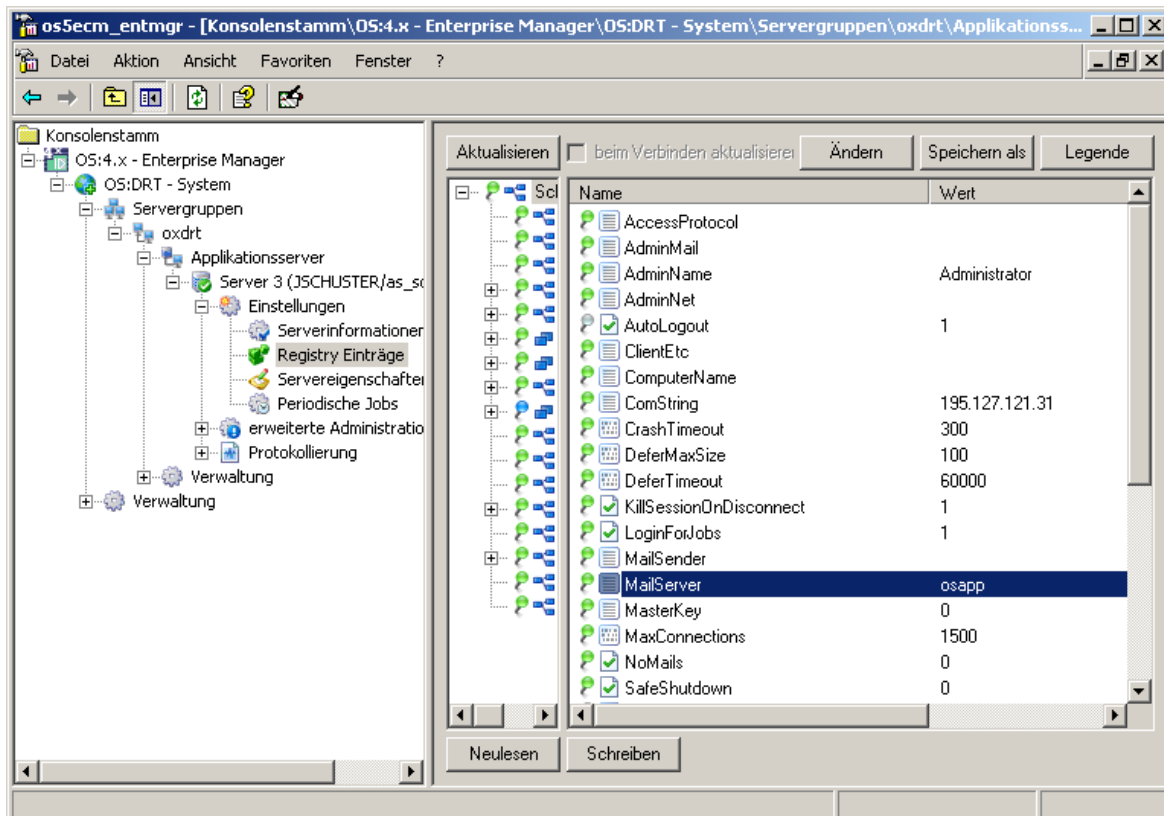 os5ecm_entmgr - [Konsolenstamm\OS:4.x - Enterprise Manager\OS:DRT - System\Servergruppen\oxdrt\Applikationss...
Datei Aktion Ansicht Favoriten Fenster ?
Konsolenstamm
OS:4.x - Enterprise Manager
OS:DRT - System
Servergruppen
oxdrt
Applikationsserver
Server 3 (JSCHUSTER/as_sc
Einstellungen
Serverinformationer
Registry Einträge
Servereigenschafter
Periodische Jobs
erweiterte Administratio
Protokollierung
Verwaltung
Verwaltung
Aktualisieren beim Verbinden aktualisierer Ändern Speichern als Legende
Scl
Name Wert
AccessProtocol
AdminMail
AdminName Administrator
AdminNet
AutoLogout 1
ClientEtc
ComputerName
ComString 195.127.121.31
CrashTimeout 300
DeferMaxSize 100
DeferTimeout 60000
KillSessionOnDisconnect 1
LoginForJobs 1
MailSender
MailServer osapp
MasterKey 0
MaxConnections 1500
NoMails 0
SafeShutdown 0
Neulesen Schreiben